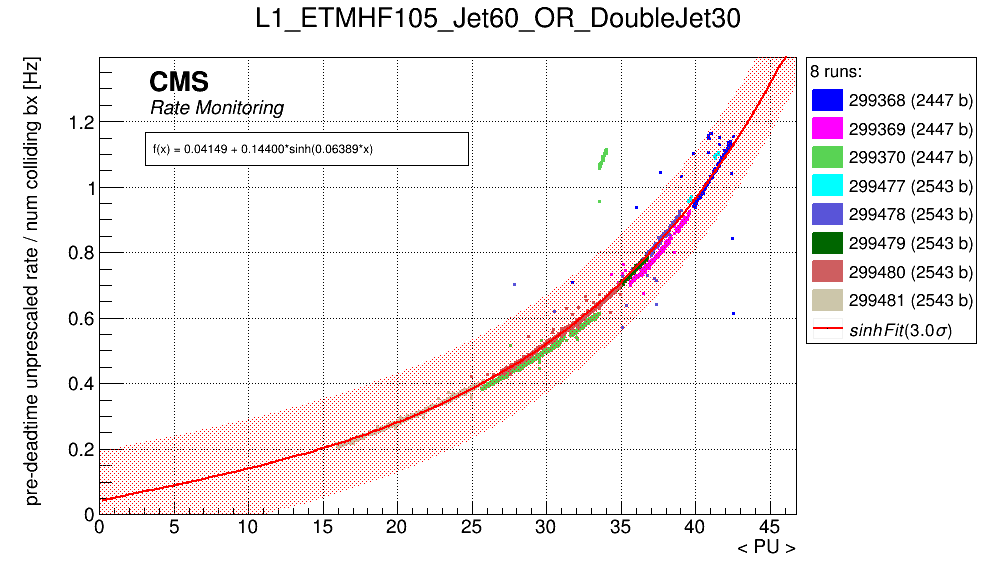 L1_ETMHF105_Jet60_OR_DoubleJet30
pre-deadtime unprescaled rate / num colliding bx [Hz]
CMS
Rate Monitoring
f(x) = 0.04149 + 0.14400*sinh(0.06389*x)
1.2
1
0.8
0.6
0.4
0.2
0
0 5 10 15 20 25 30 35 40 45
< PU >
8 runs:
299368 (2447 b)
299369 (2447 b)
299370 (2447 b)
299477 (2543 b)
299478 (2543 b)
299479 (2543 b)
299480 (2543 b)
299481 (2543 b)
sinhFit(3.0σ)